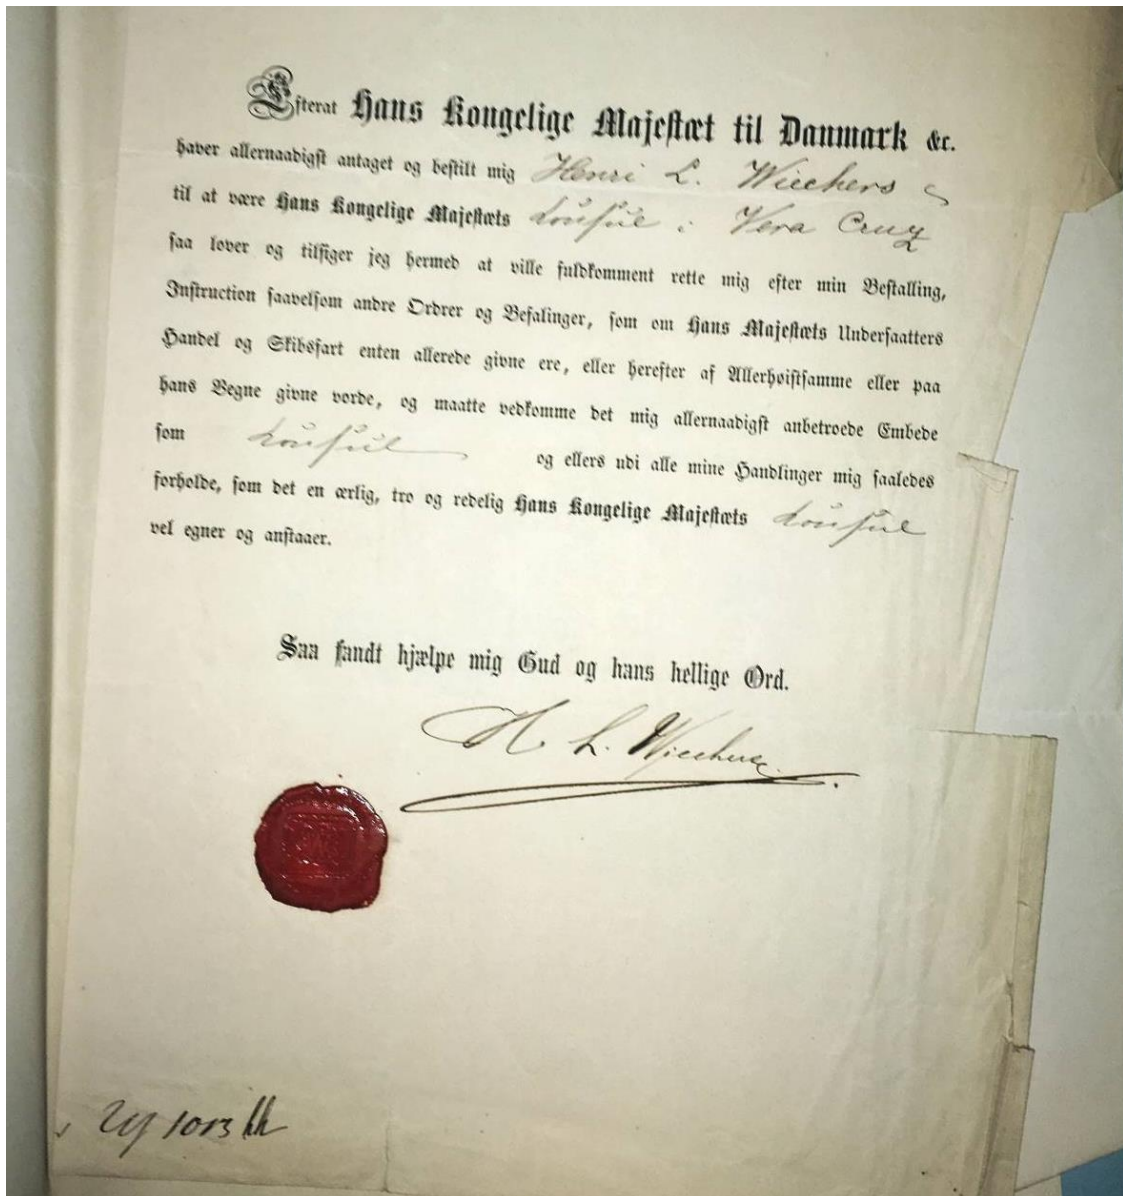 Efterat Hans Kongelige Majestæt til Danmark &c.
haver allernaadigst antaget og bestilt mig Henri L. Wiechers
til at være Hans Kongelige Majestæts Konsul i Vera Cruz
saa lover og tilsiger jeg hermed at ville fuldkomment rette mig efter min Bestalling,
Instruction saavelsom andre Ordrer og Befalinger, som om Hans Majestæts Undersaatters
Handel og Skibsfart enten allerede givne ere, eller herefter af Allerhøistsamme eller paa
hans Vegne givne vorde, og maatte vedkomme det mig allernaadigst anbetroede Embede
som Konsul og ellers udi alle mine Handlinger mig saaledes
forholde, som det en ærlig, tro og redelig Hans Kongelige Majestæts Konsul
vel egner og anstaaer.
Saa sandt hjælpe mig Gud og hans hellige Ord.
H. L. Wiechers.